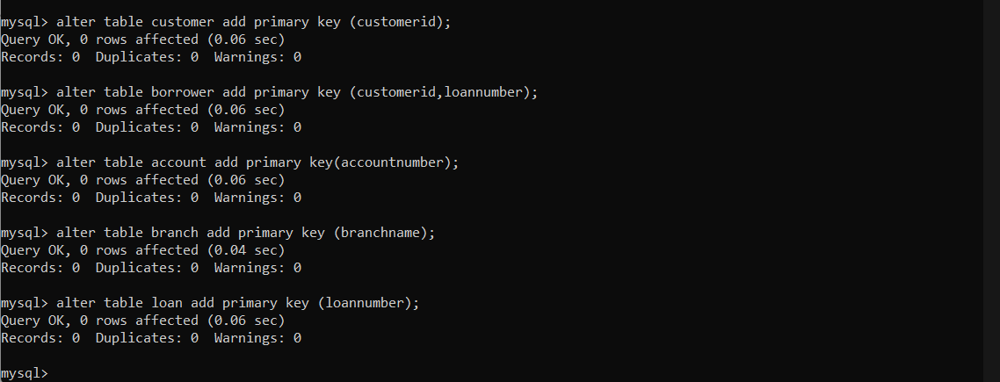 mysql> alter table customer add primary key (customerid);
Query OK, 0 rows affected (0.06 sec)
Records: 0  Duplicates: 0  Warnings: 0
mysql> alter table borrower add primary key (customerid,loannumber);
Query OK, 0 rows affected (0.06 sec)
Records: 0  Duplicates: 0  Warnings: 0
mysql> alter table account add primary key(accountnumber);
Query OK, 0 rows affected (0.06 sec)
Records: 0  Duplicates: 0  Warnings: 0
mysql> alter table branch add primary key (branchname);
Query OK, 0 rows affected (0.04 sec)
Records: 0  Duplicates: 0  Warnings: 0
mysql> alter table loan add primary key (loannumber);
Query OK, 0 rows affected (0.06 sec)
Records: 0  Duplicates: 0  Warnings: 0
mysql>